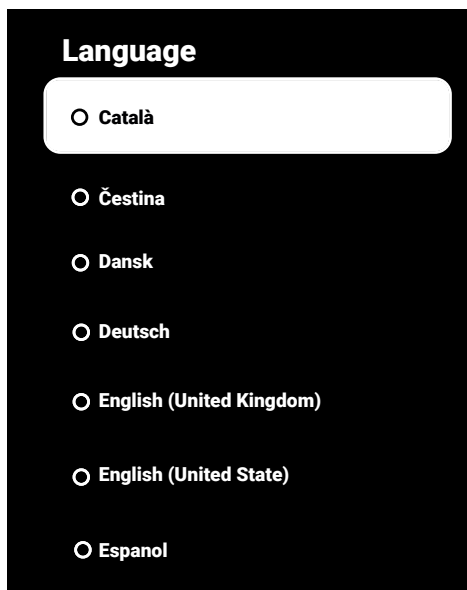 Language
Català
Čestina
Dansk
Deutsch
English (United Kingdom)
English (United State)
Espanol